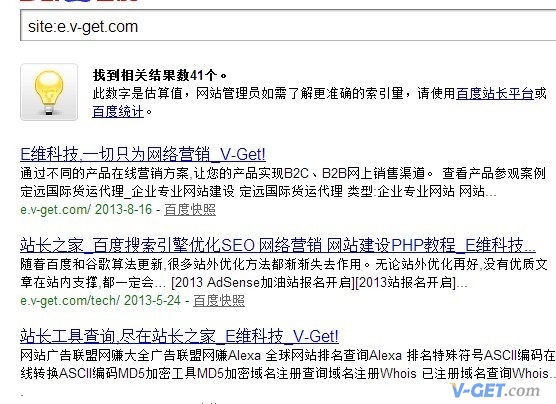 site:e.v-get.com
找到相关结果数41个。
此数字是估算值，网站管理员如需了解更准确的索引量，请使用百度站长平台或
百度统计。
E维科技,一切只为网络营销_V-Get!
通过不同的产品在线营销方案,让您的产品实现B2C、B2B网上销售渠道。 查看产品参观案例
定远国际货运代理_企业专业网站建设 定远国际货运代理 类型:企业专业网站 网站...
e.v-get.com/ 2013-8-16 - 百度快照
站长之家_百度搜索引擎优化SEO 网络营销 网站建设PHP教程_E维科技...
随着百度和谷歌算法更新,很多站外优化方法都渐渐失去作用。无论站外优化再好,没有优质文
章在站内支撑,都一定会... [2013 AdSense加油站报名开启][2013站报名开启]...
e.v-get.com/tech/ 2013-5-24 - 百度快照
站长工具查询,尽在站长之家_E维科技_V-Get!
网站广告联盟网赚大全广告联盟网赚Alexa 全球网站排名查询Alexa 排名特殊符号ASCII编码在
线转换ASCII编码MD5加密工具MD5加密域名注册查询域名注册Whois 已注册域名查询Whois...
V-GET.com